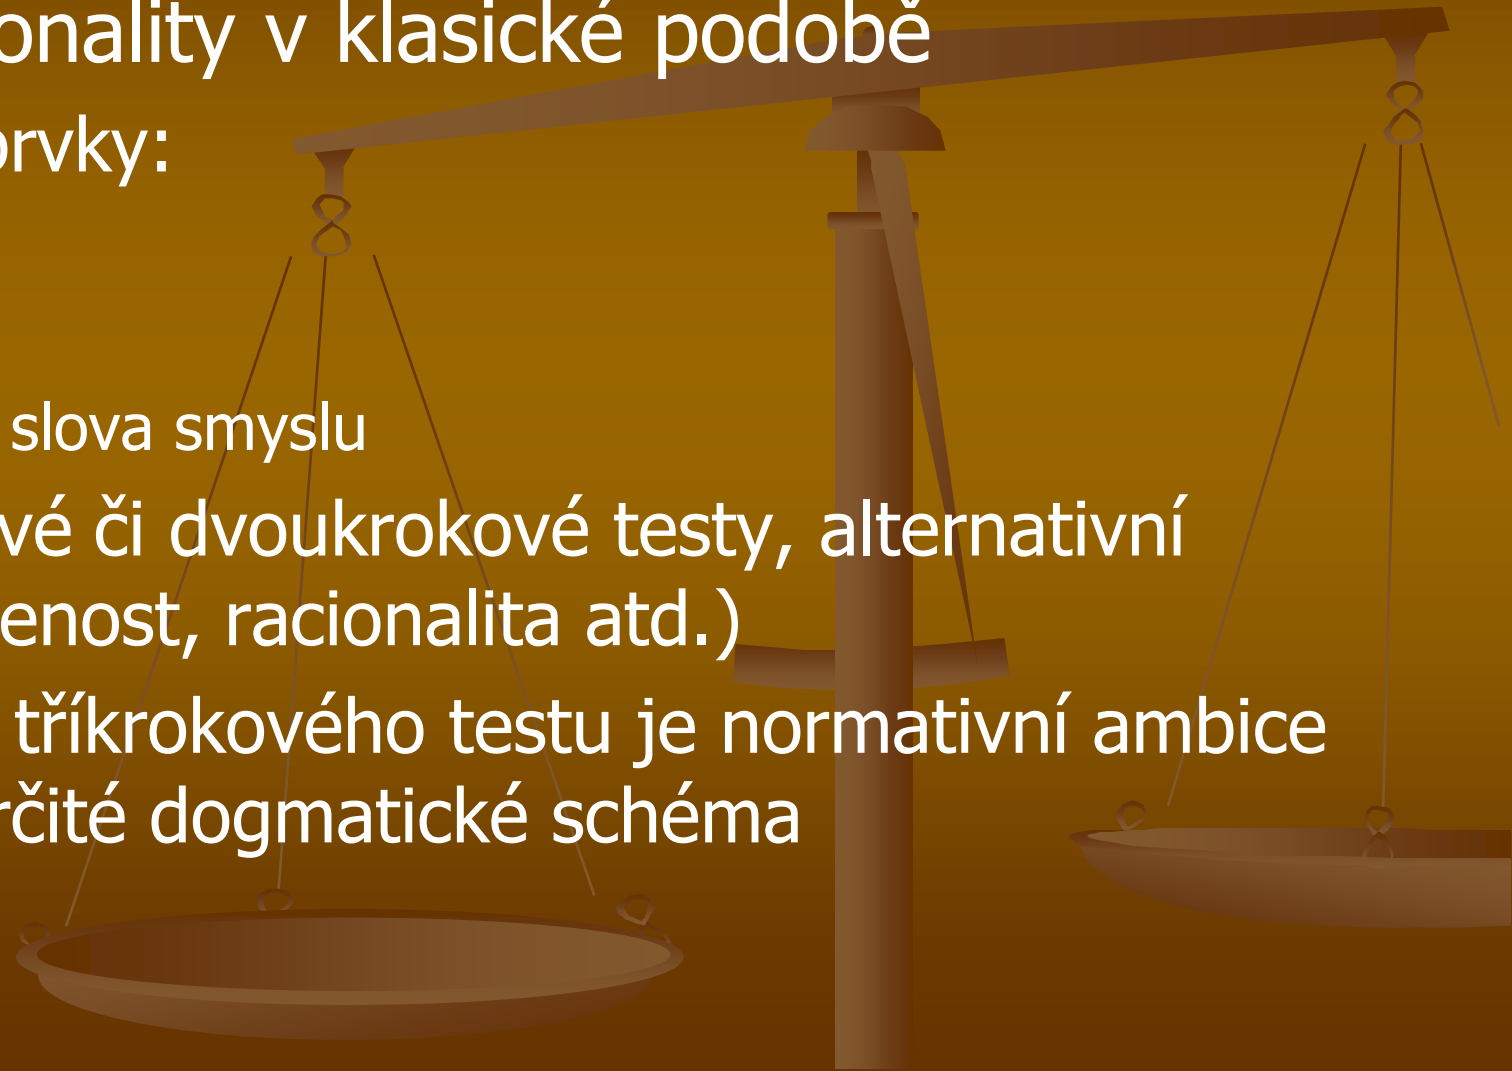 onality v klasické podobě
prvky:
slova smyslu
vé či dvoukrokové testy, alternativní
enost, racionalita atd.)
tříkrokového testu je normativní ambice
rčité dogmatické schéma